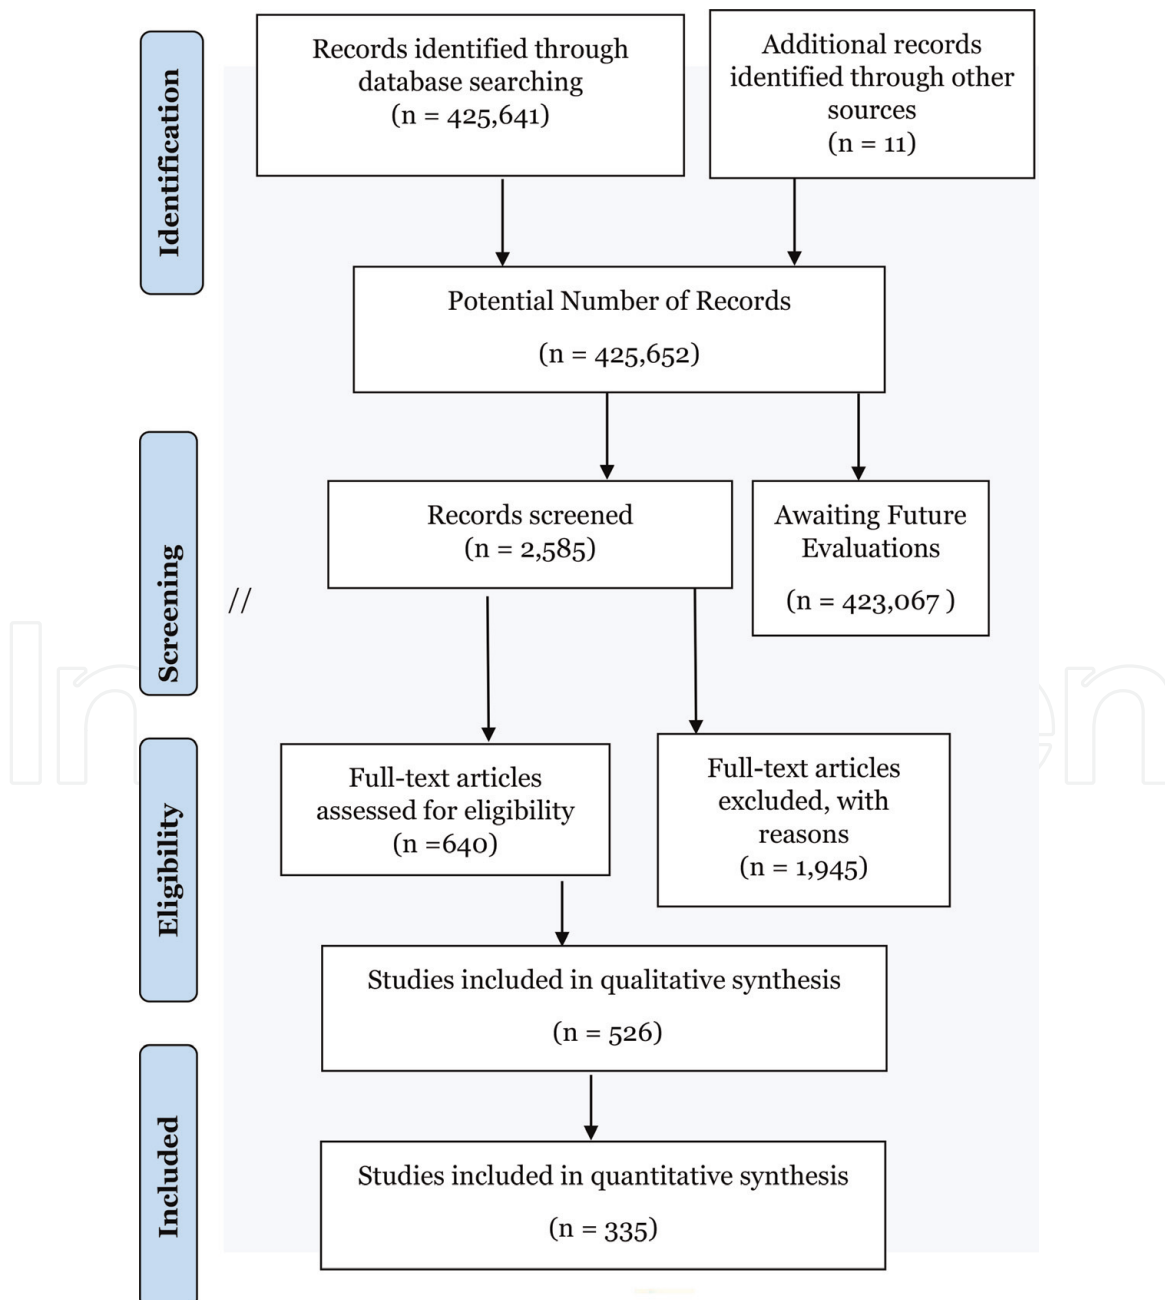 Identification
Records identified through
database searching
(n = 425,641)
Additional records
identified through other
sources
(n = 11)
Potential Number of Records
(n = 425,652)
Screening
//
Records screened
(n = 2,585)
Awaiting Future
Evaluations
(n = 423,067 )
Eligibility
Full-text articles
assessed for eligibility
(n =640)
Full-text articles
excluded, with
reasons
(n = 1,945)
Studies included in qualitative synthesis
(n = 526)
Included
Studies included in quantitative synthesis
(n = 335)